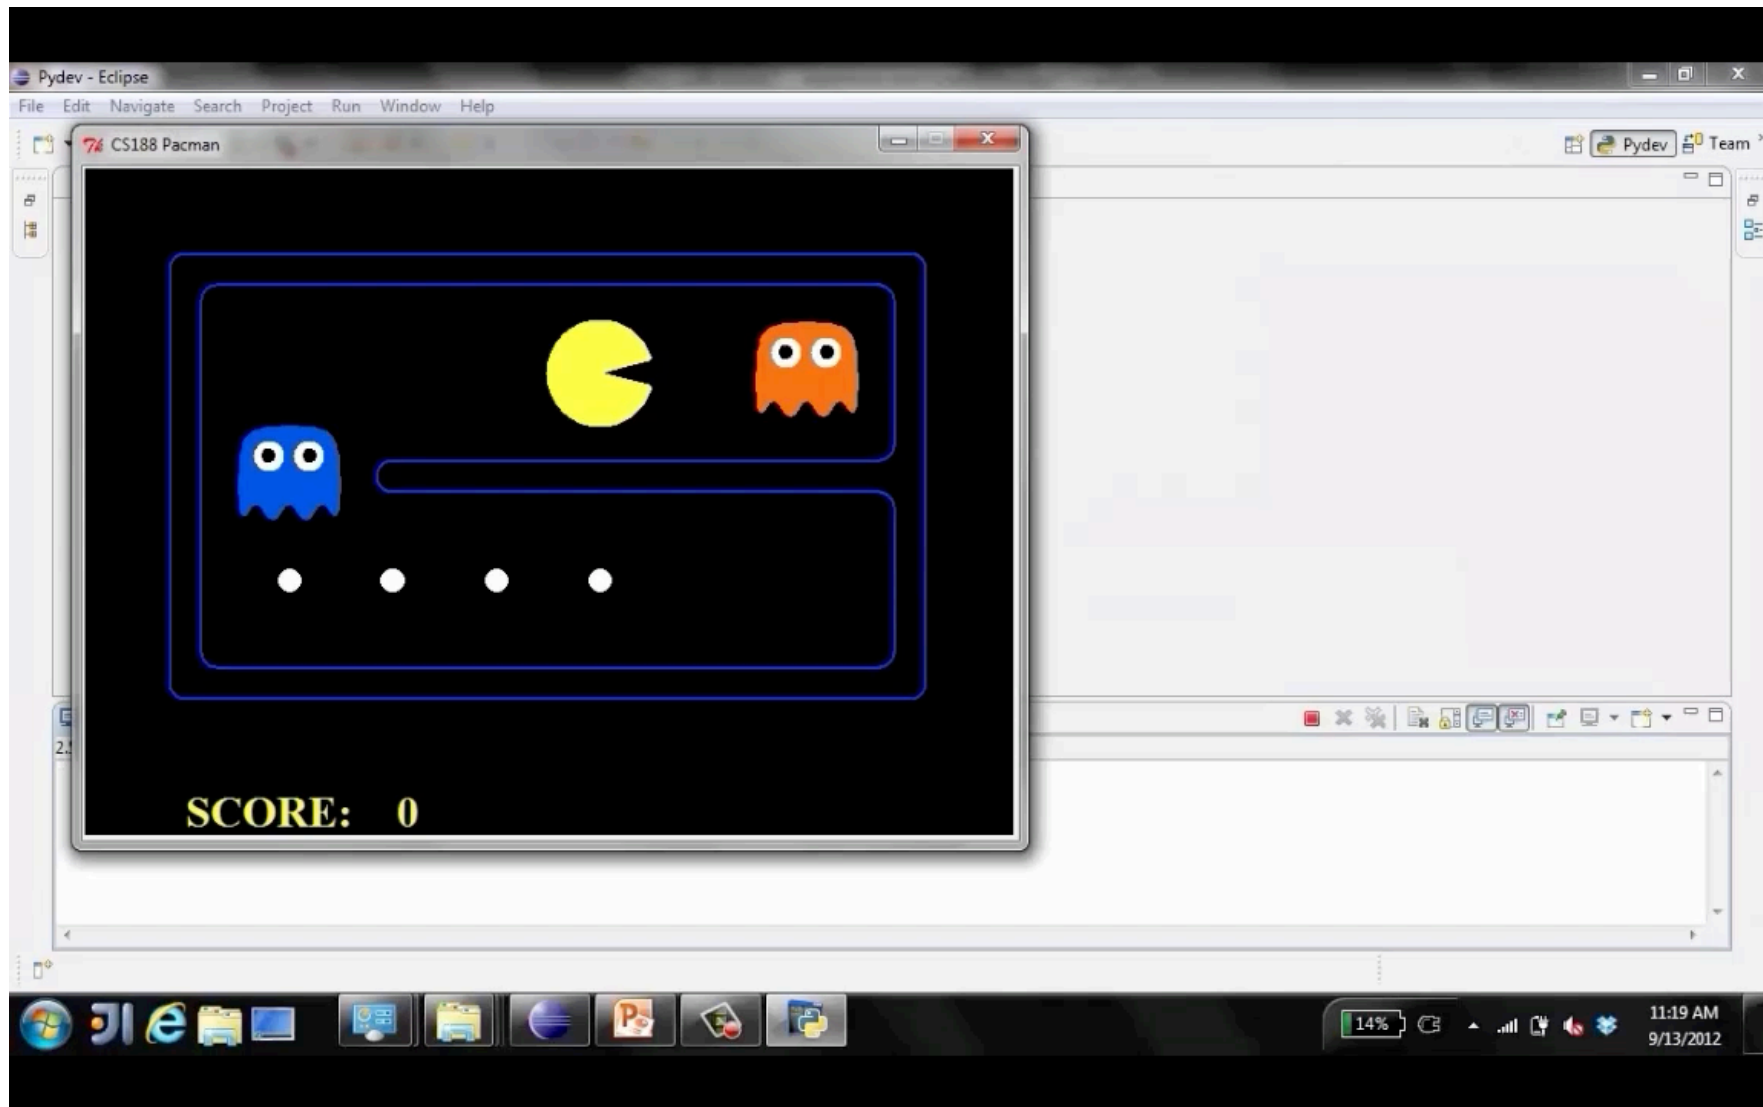 Pydev - Eclipse
File Edit Navigate Search Project Run Window Help
CS188 Pacman
Pydev
Team
SCORE: 0
14%
11:19 AM
9/13/2012